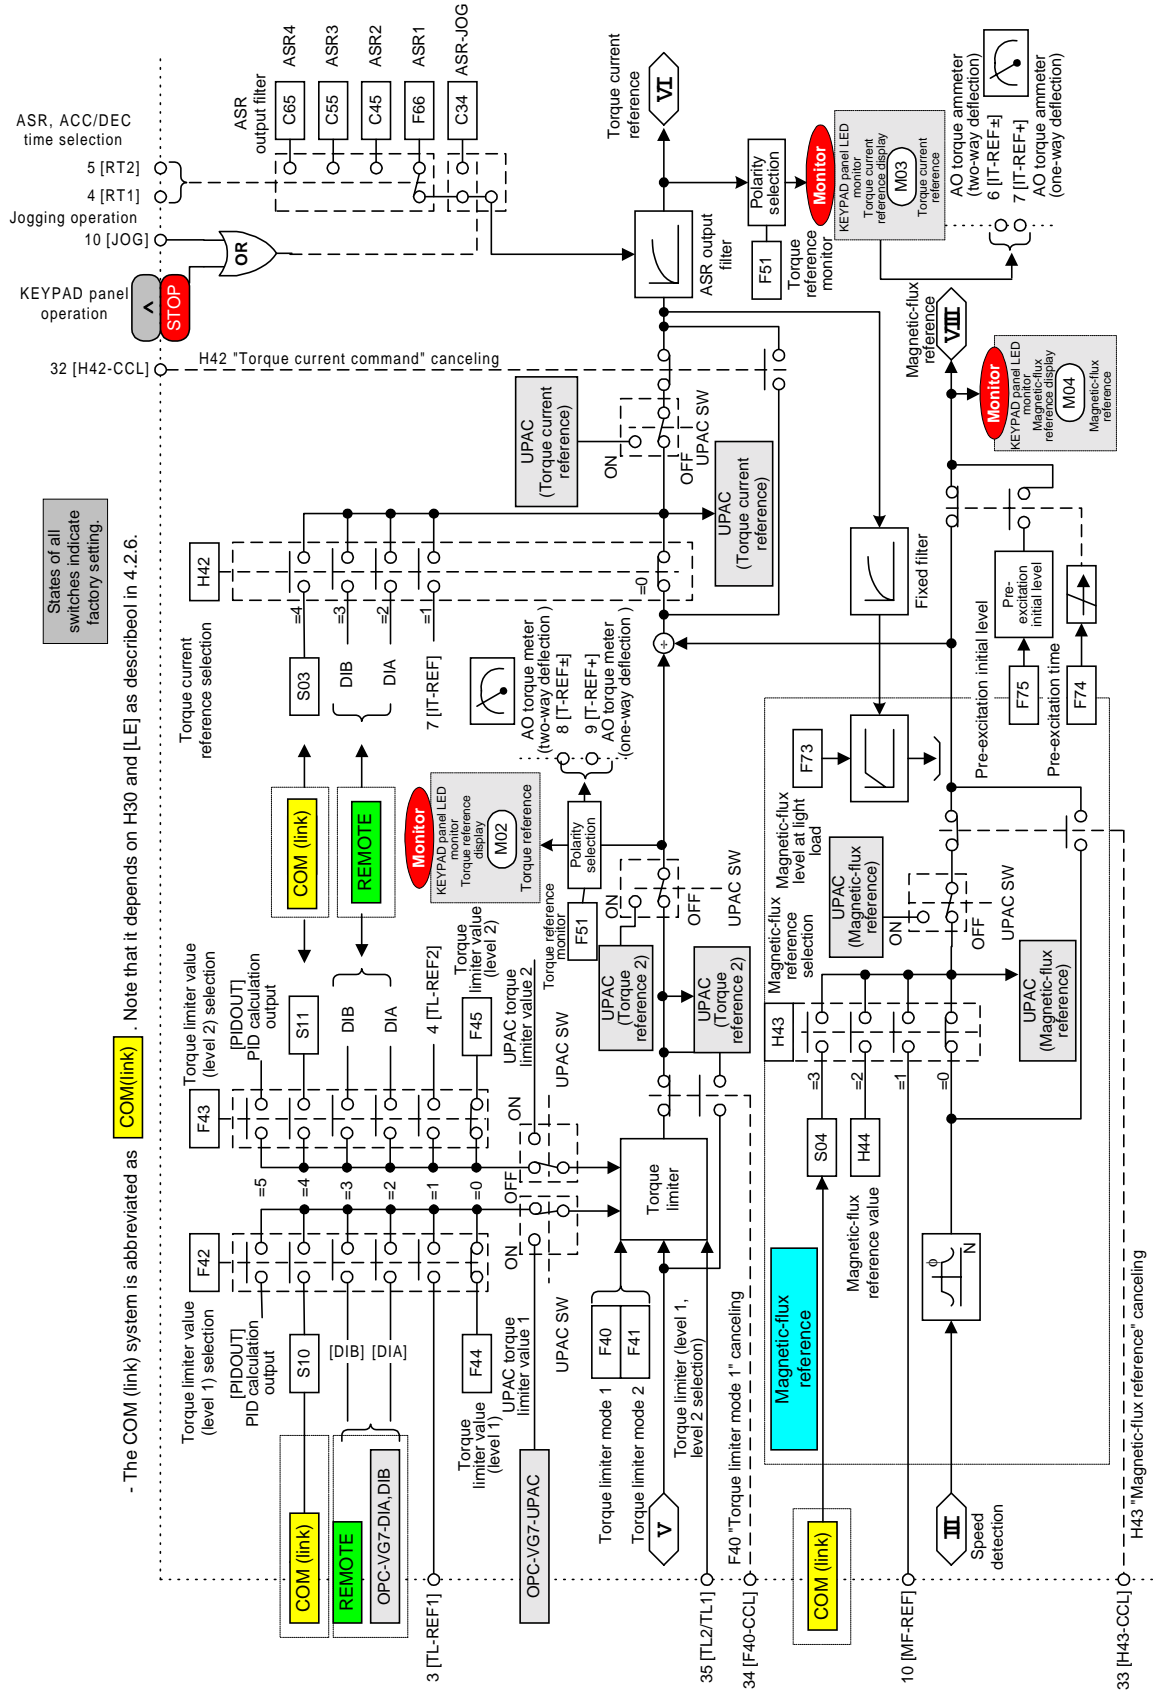 ASR, ACC/DEC
time selection
5 [RT2]
4 [RT1]
Jogging operation
10 [JOG]
KEYPAD panel
operation
<
STOP
OR
32 [H42-CCL]
H42 "Torque current command" canceling
ASR
output filter
C65
C55
C45
F66
C34
ASR4
ASR3
ASR2
ASR1
ASR-JOG
States of all
switches indicate
factory setting.
- The COM (link) system is abbreviated as
COM(link)
. Note that it depends on H30 and [LE] as describeol in 4.2.6.
Torque current
reference selection
H42
S03
DIB
DIA
7 [IT-REF]
=4
=3
=2
=1
=0
UPAC
(Torque current
reference)
ON
OFF
UPAC SW
UPAC
(Torque current
reference)
ASR output
filter
Torque current
reference
VI
Polarity
selection
F51
Torque
reference
monitor
Monitor
KEYPAD panel LED
monitor
Torque current
reference display
M03
Torque current
reference
AO torque ammeter
(two-way deflection)
6 [IT-REF±]
7 [IT-REF+]
AO torque ammeter
(one-way deflection)
COM (link)
REMOTE
Monitor
KEYPAD panel LED
monitor
Torque reference
display
M02
Torque reference
AO torque meter
(two-way deflection)
8 [T-REF±]
9 [T-REF+]
AO torque meter
(one-way deflection)
Polarity
selection
F51
Torque reference
monitor
÷
Torque limiter value
(level 2) selection
F43
[PIDOUT]
PID calculation
output
S11
DIB
DIA
4 [TL-REF2]
F45
Torque
limiter value
(level 2)
UPAC torque
limiter value 2
ON
OFF
UPAC SW
=5
=4
=3
=2
=1
=0
Torque limiter value
(level 1) selection
F42
[PIDOUT]
PID calculation
output
S10
[DIB]
[DIA]
F44
Torque
limiter value
(level 1)
UPAC torque
limiter value 1
ON
UPAC SW
COM (link)
REMOTE
OPC-VG7-DIA,DIB
3 [TL-REF1]
OPC-VG7-UPAC
Torque limiter mode 1
Torque limiter mode 2
F40
F41
V
Torque
limiter
Torque limiter (level 1,
level 2 selection)
35 [TL2/TL1]
34 [F40-CCL]
F40 "Torque limiter mode 1" canceling
UPAC
(Torque
reference 2)
UPAC
(Torque
reference 2)
ON
OFF
UPAC SW
Fixed filter
Magnetic-flux
reference
VIII
Monitor
KEYPAD panel LED
monitor
Magnetic-flux
reference display
M04
Magnetic-flux
reference
Pre-excitation initial level
F75
Pre-
excitation
initial level
Pre-excitation time
F74
F73
Magnetic-flux
level at light
load
Magnetic-flux
reference
selection
H43
UPAC
(Magnetic-flux
reference)
ON
OFF
UPAC SW
UPAC
(Magnetic-flux
reference)
=3
=2
=1
=0
S04
H44
Magnetic-flux
reference value
Magnetic-flux
reference
COM (link)
10 [MF-REF]
III
Speed
detection
ϕ
N
33 [H43-CCL]
H43 "Magnetic-flux reference" canceling